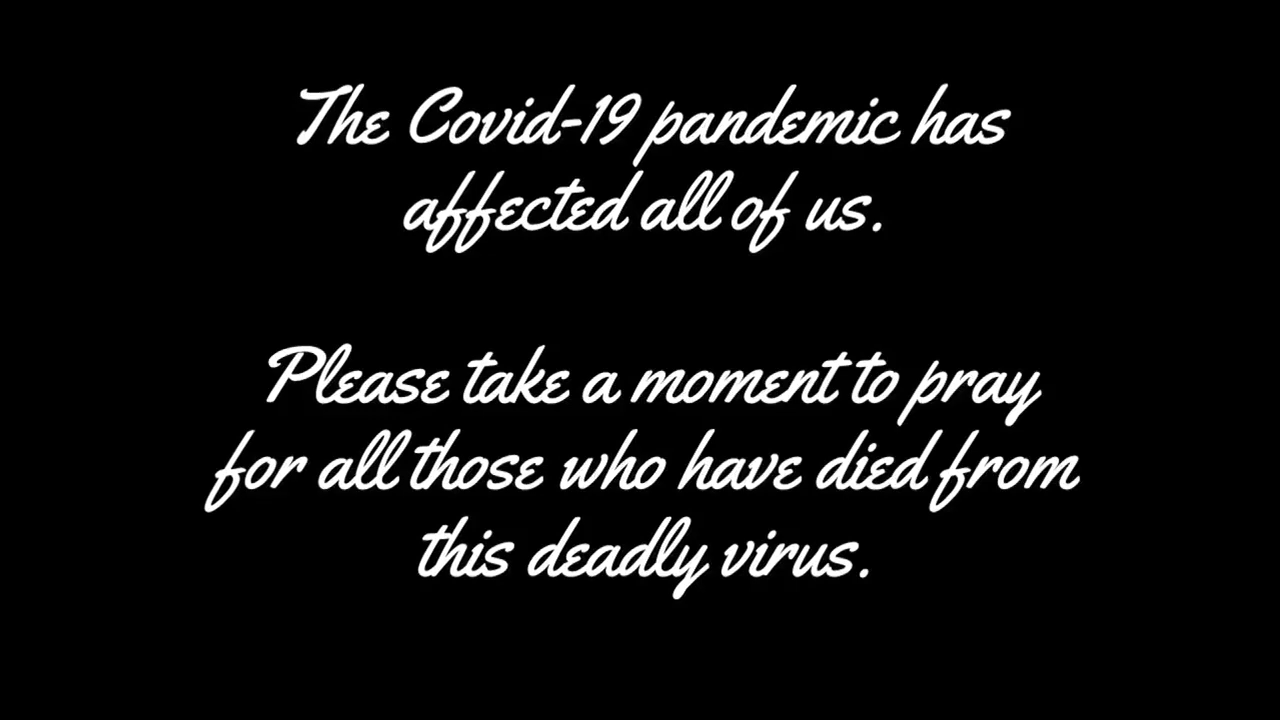 The Covid-19 pandemic has
affected all of us.
Please take a moment to pray
for all those who have died from
this deadly virus.